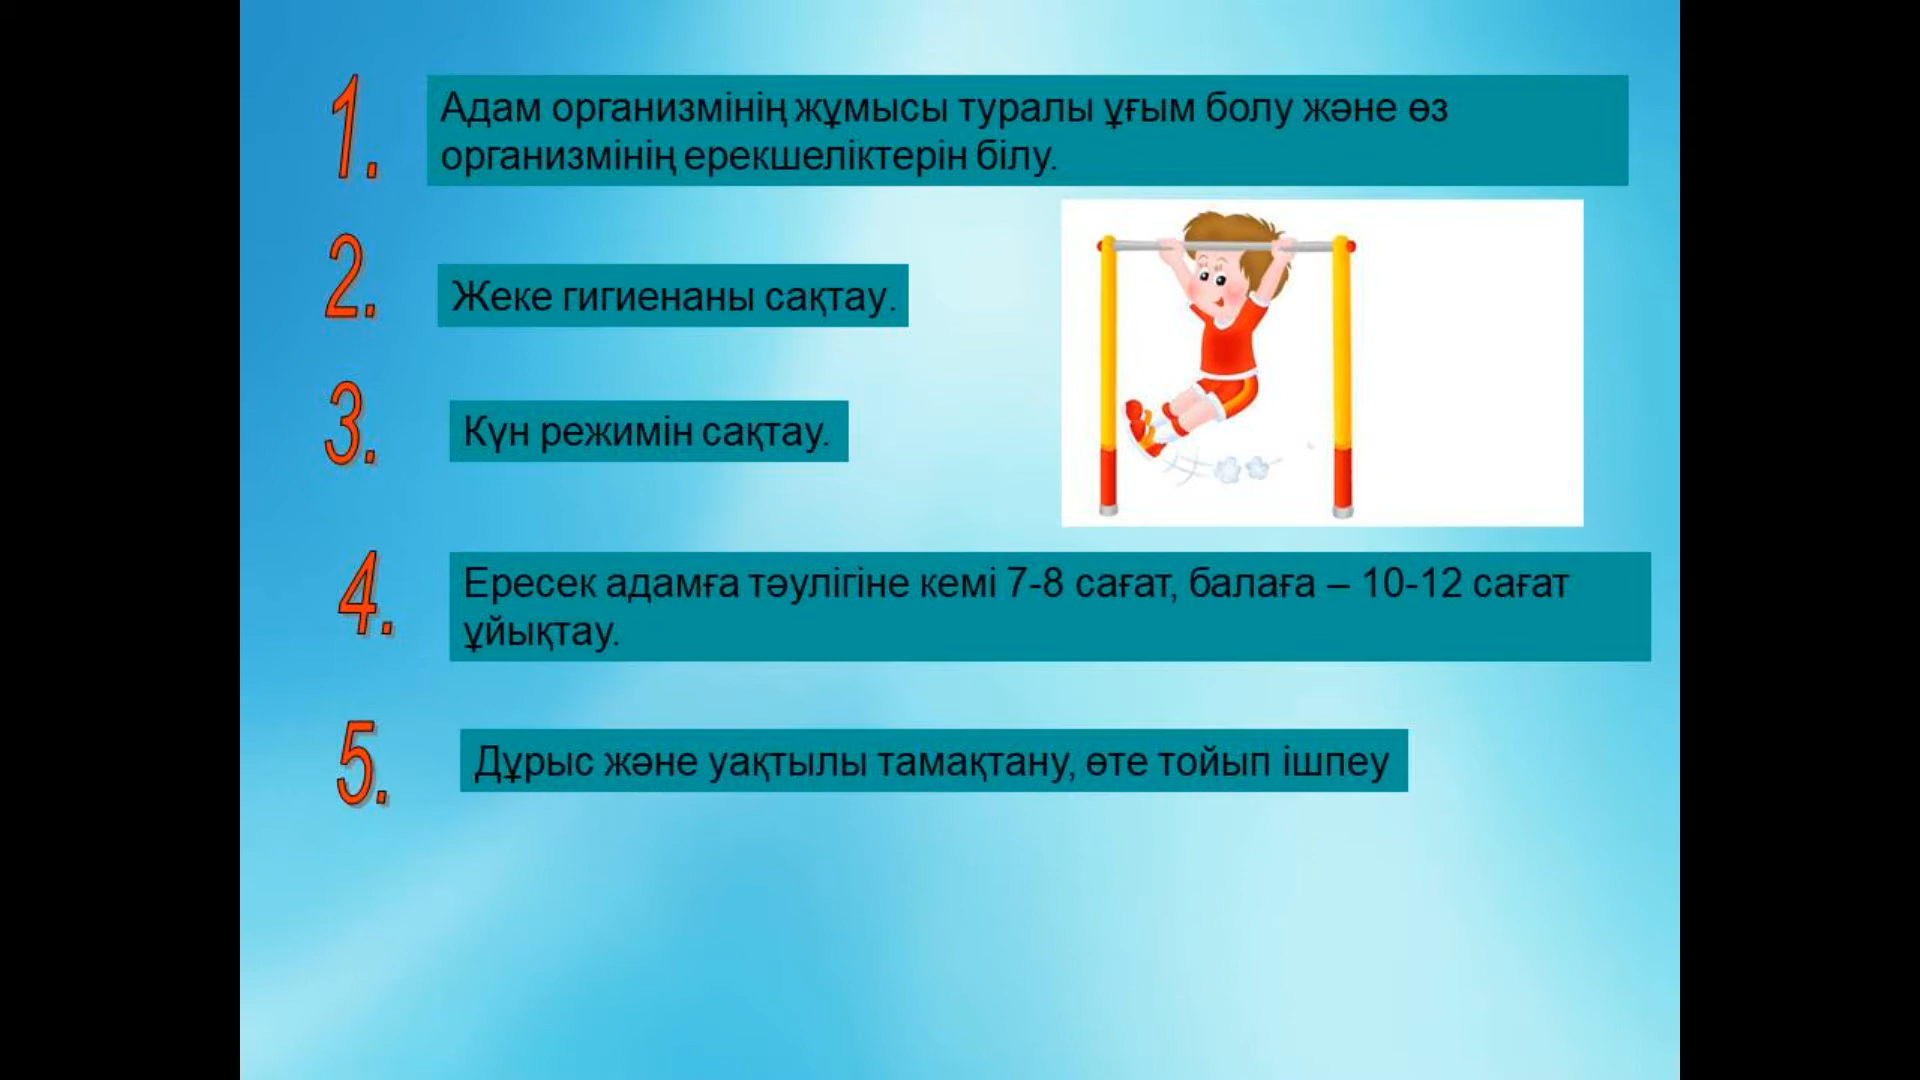 1. Адам организмінің жұмысы туралы ұғым болу және өз
организмінің ерекшеліктерін білу.
2. Жеке гигиенаны сақтау.
3. Күн режимін сақтау.
4. Ересек адамға тәулігіне кемі 7-8 сағат, балаға – 10-12 сағат
ұйықтау.
5. Дұрыс және уақтылы тамақтану, өте тойып ішпеу